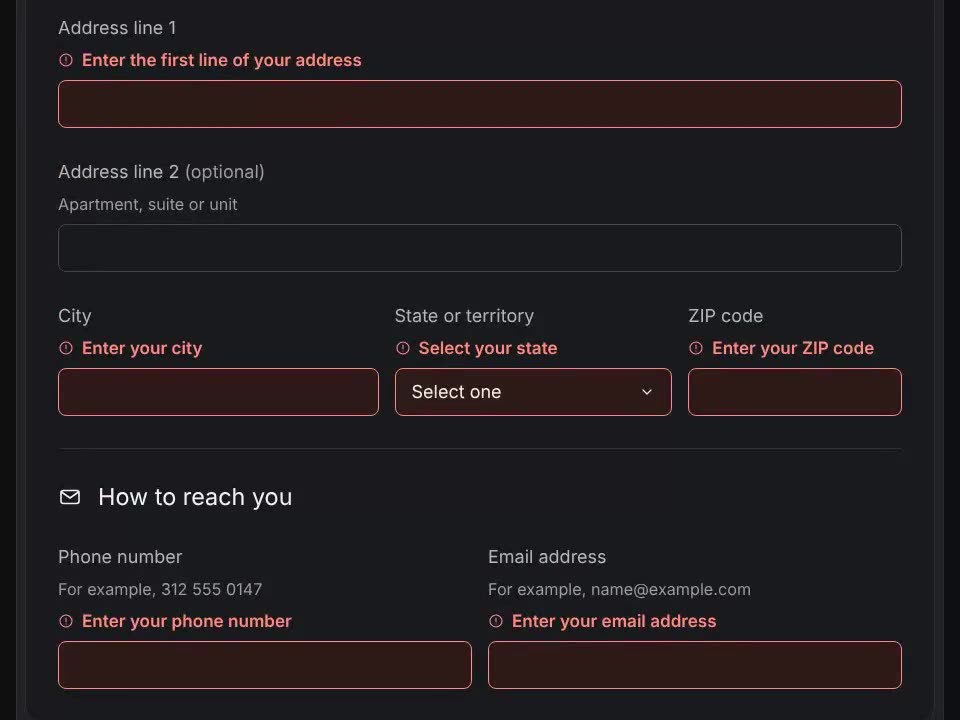 Address line 1
Enter the first line of your address
Address line 2 (optional)
Apartment, suite or unit
City
Enter your city
State or territory
Select your state
Select one
ZIP code
Enter your ZIP code
How to reach you
Phone number
For example, 312 555 0147
Enter your phone number
Email address
For example, name@example.com
Enter your email address